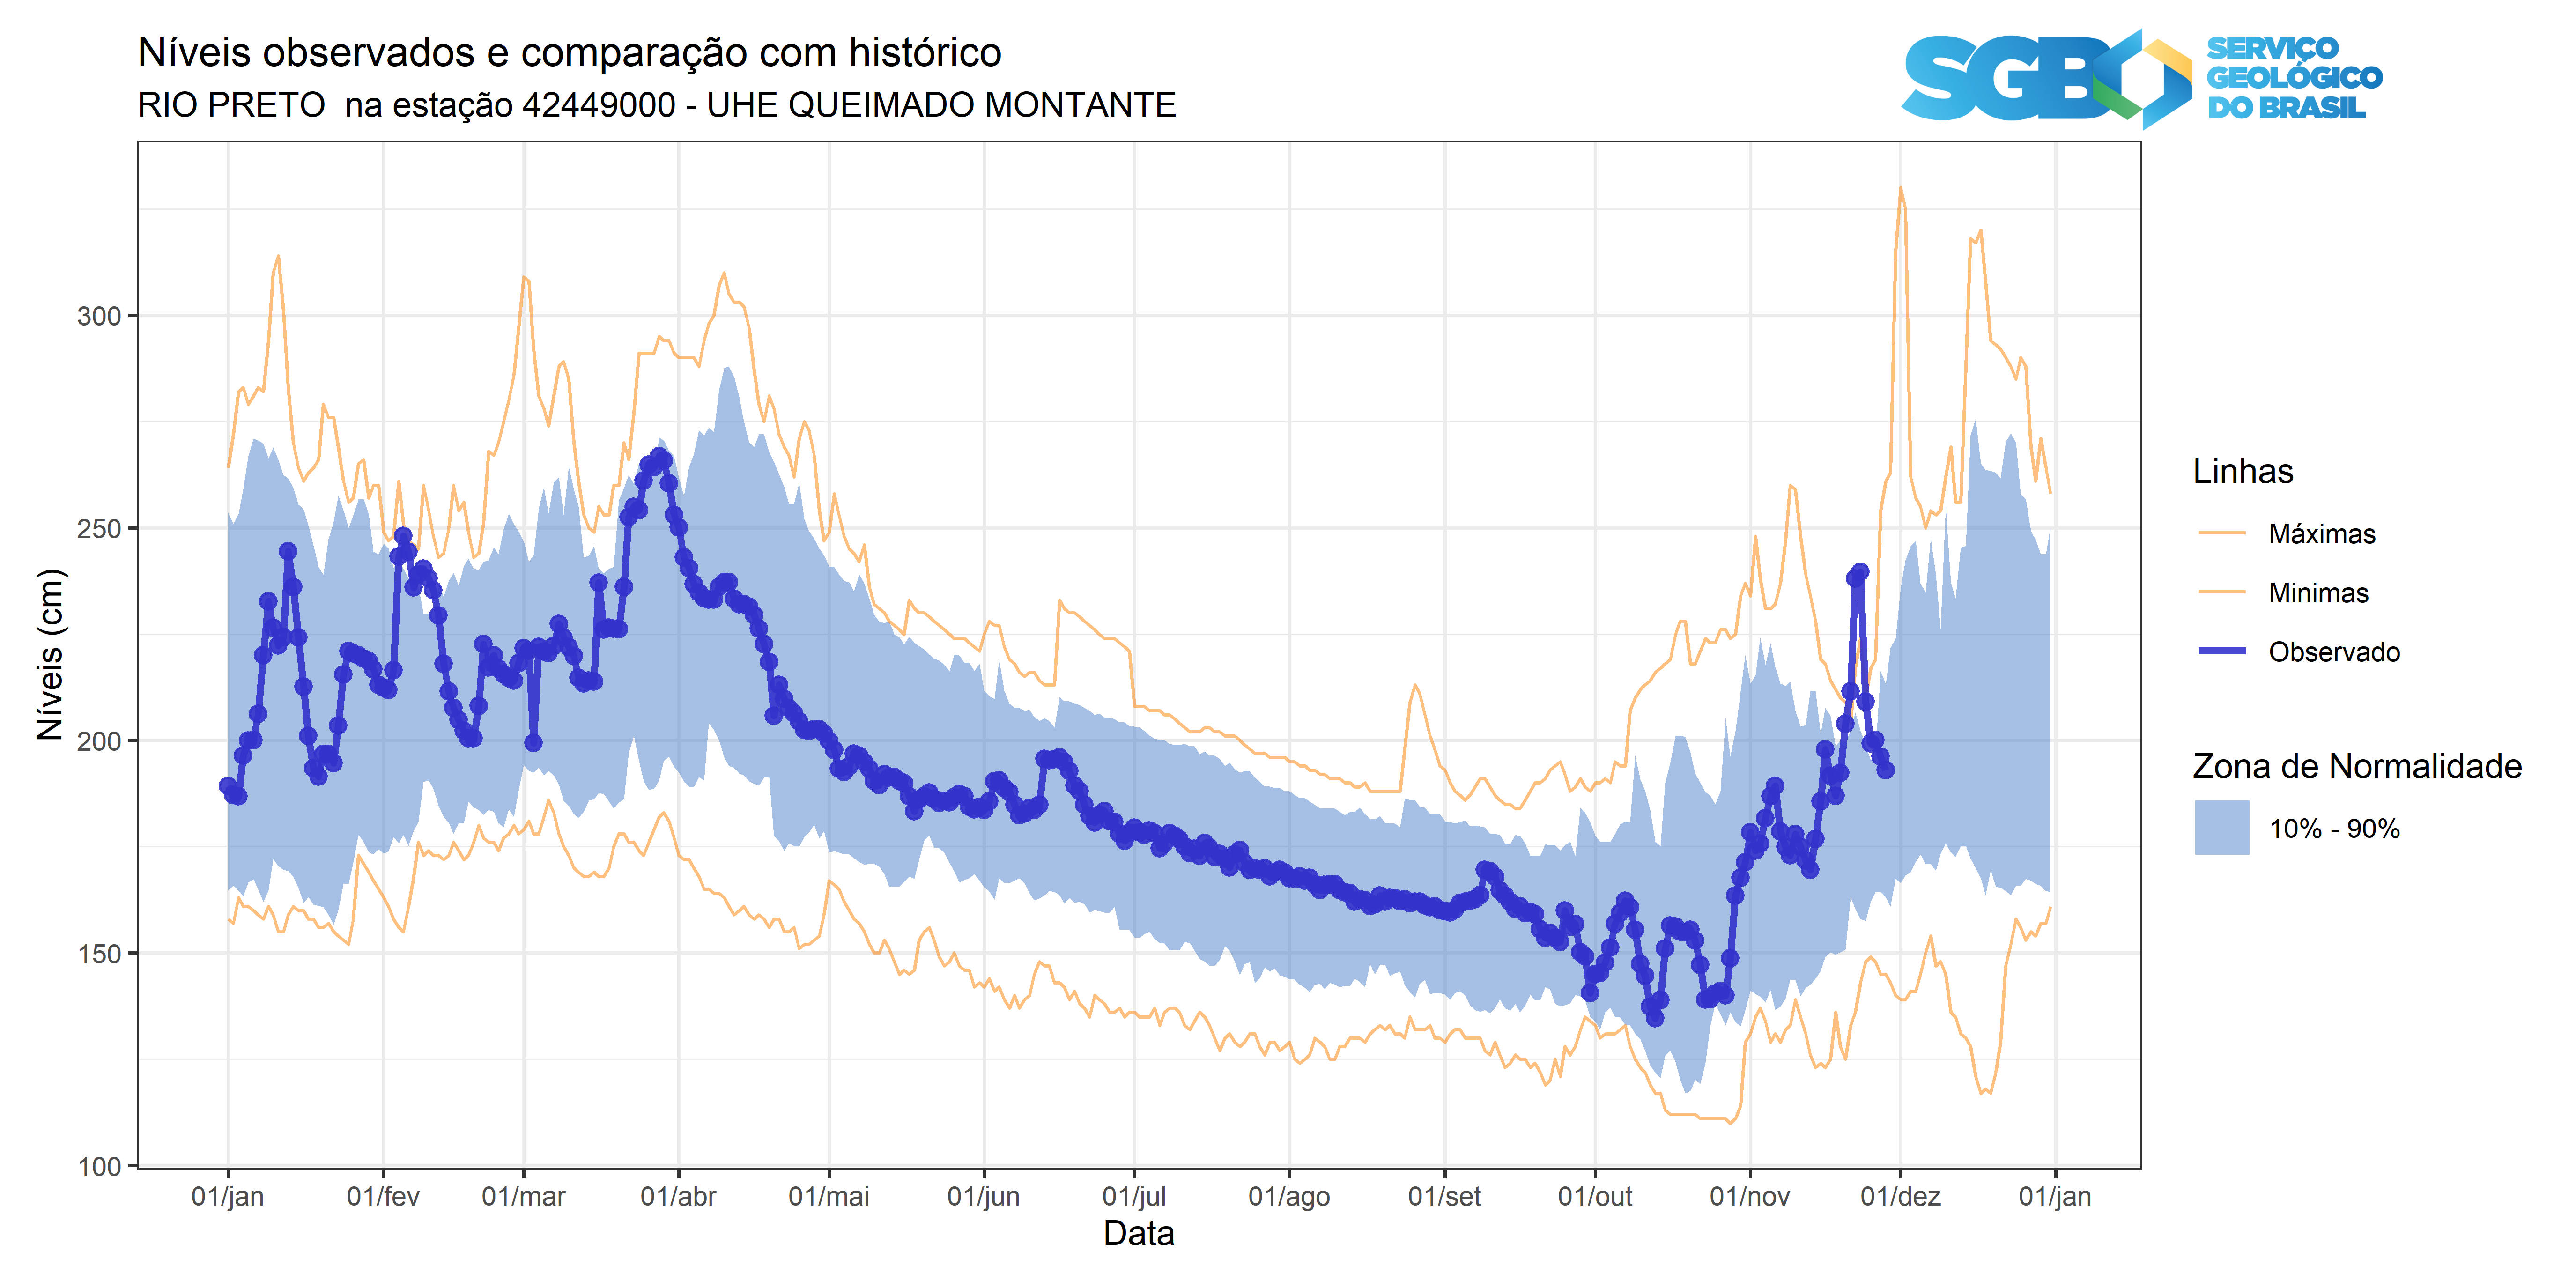 Níveis observados e comparação com histórico
RIO PRETO  na estação 42449000 - UHE QUEIMADO MONTANTE
SGB
SERVIÇO
GEOLÓGICO
DO BRASIL
Níveis (cm)
300
250
200
150
100
01/jan
01/fev
01/mar
01/abr
01/mai
01/jun
01/jul
01/ago
01/set
01/out
01/nov
01/dez
01/jan
Data
Linhas
Máximas
Minimas
Observado
Zona de Normalidade
10% - 90%